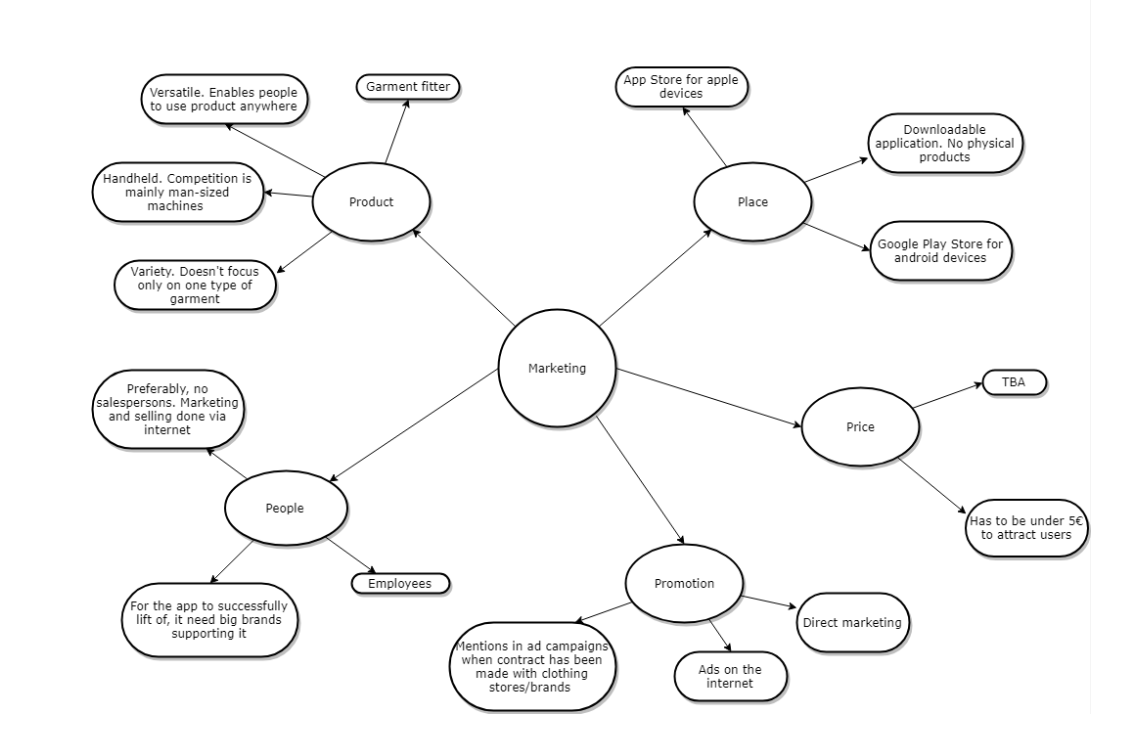 Versatile. Enables people
to use product anywhere
Garment fitter
Handheld. Competition is
mainly man-sized
machines
Product
Variety. Doesn't focus
only on one type of
garment
App Store for apple
devices
Downloadable
application. No physical
products
Place
Google Play Store for
android devices
Marketing
Preferably, no
salespersons. Marketing
and selling done via
internet
People
For the app to successfully
lift of, it need big brands
supporting it
Employees
TBA
Price
Has to be under 5€
to attract users
Promotion
Mentions in ad campaigns
when contract has been
made with clothing
stores/brands
Ads on the
internet
Direct marketing